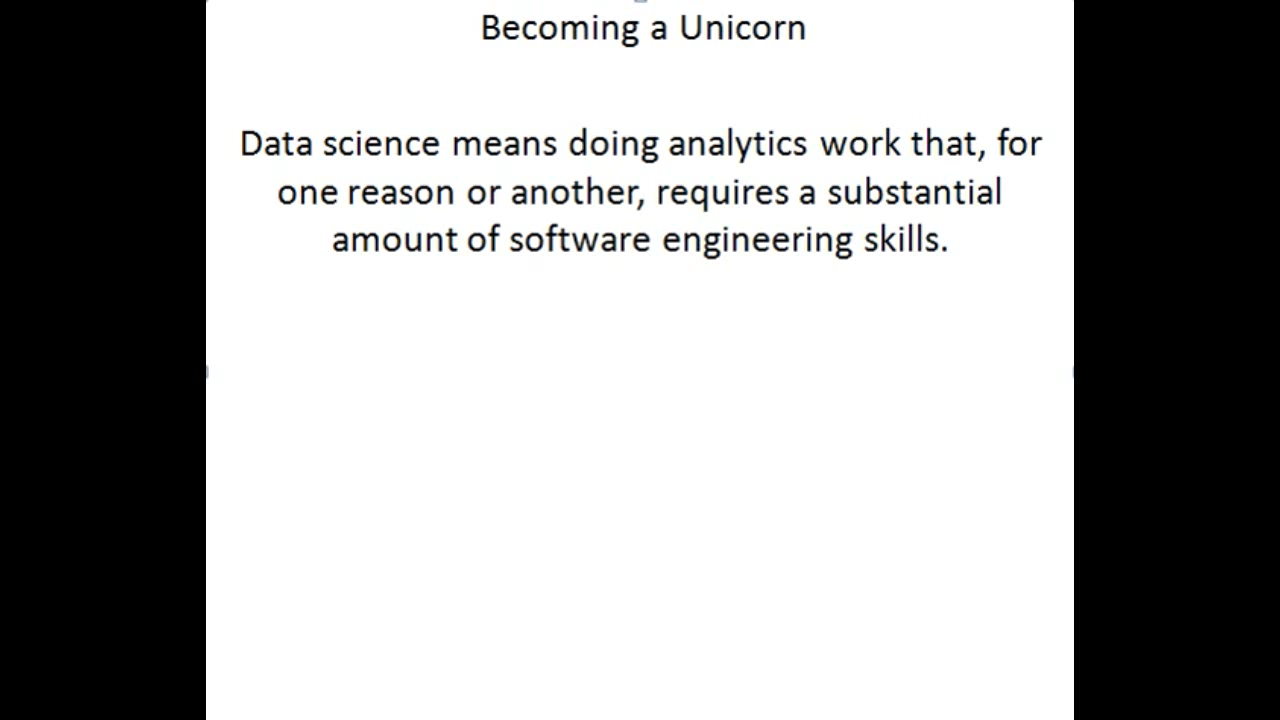 Becoming a Unicorn
Data science means doing analytics work that, for
one reason or another, requires a substantial
amount of software engineering skills.